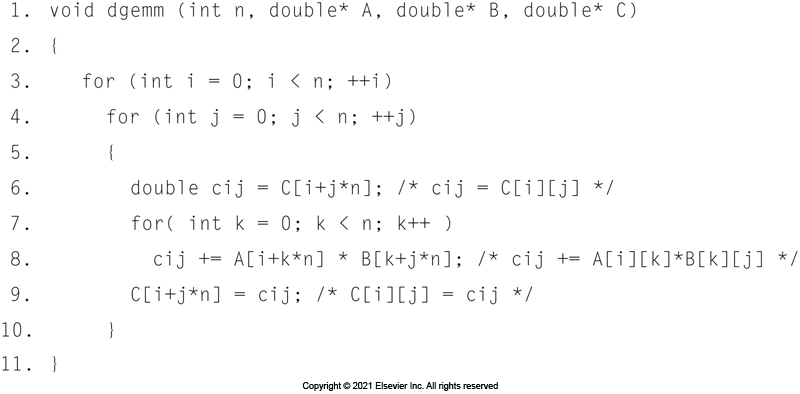 1. void dgemm (int n, double* A, double* B, double* C)
2. {
3. for (int i = 0; i < n; ++i)
4. for (int j = 0; j < n; ++j)
5. {
6. double cij = C[i+j*n]; /* cij = C[i][j] */
7. for( int k = 0; k < n; k++ )
8. cij += A[i+k*n] * B[k+j*n]; /* cij += A[i][k]*B[k][j] */
9. C[i+j*n] = cij; /* C[i][j] = cij */
10. }
11. }
Copyright © 2021 Elsevier Inc. All rights reserved